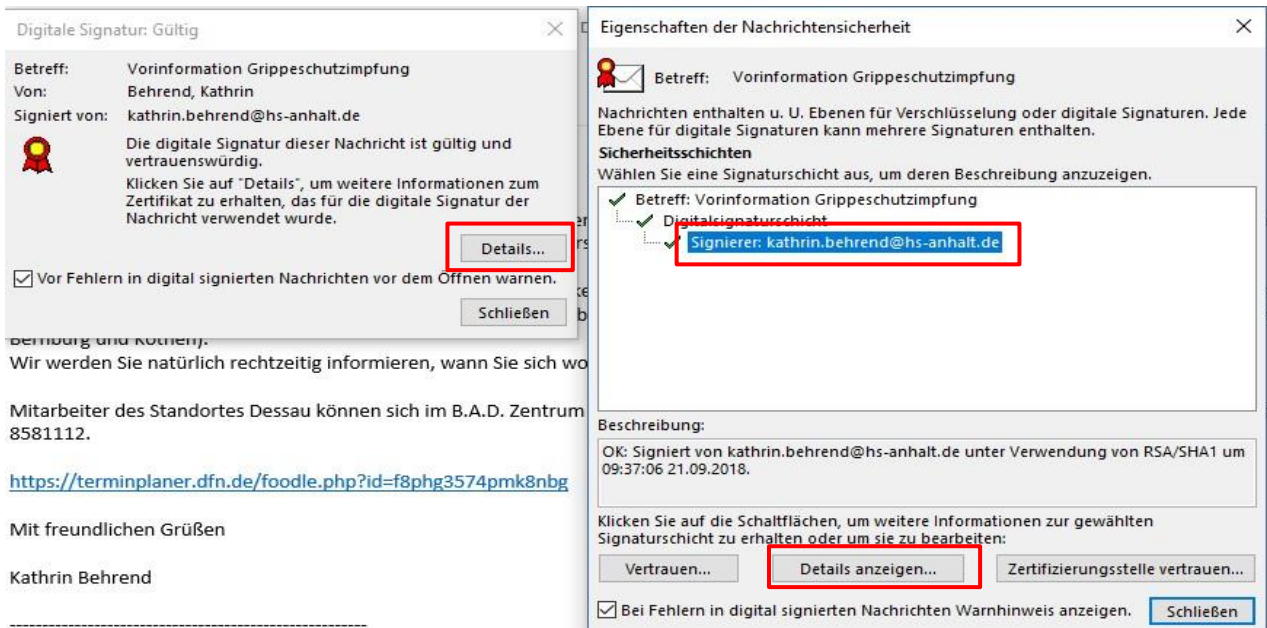 Digitale Signatur: Gültig
Betreff: Vorinformation Grippeschutzimpfung
Von: Behrend, Kathrin
Signiert von: kathrin.behrend@hs-anhalt.de
Die digitale Signatur dieser Nachricht ist gültig und
vertrauenswürdig.
Klicken Sie auf "Details", um weitere Informationen zum
Zertifikat zu erhalten, das für die digitale Signatur der
Nachricht verwendet wurde.
Details...
Vor Fehlern in digital signierten Nachrichten vor dem Öffnen warnen.
Schließen
Bernburg und Köthen).
Wir werden Sie natürlich rechtzeitig informieren, wann Sie sich wo
Mitarbeiter des Standortes Dessau können sich im B.A.D. Zentrum
8581112.
https://terminplaner.dfn.de/foodle.php?id=f8phg3574pmk8nbg
Mit freundlichen Grüßen
Kathrin Behrend
-------------------------------------------------------
Eigenschaften der Nachrichtensicherheit
Betreff: Vorinformation Grippeschutzimpfung
Nachrichten enthalten u. U. Ebenen für Verschlüsselung oder digitale Signaturen. Jede
Ebene für digitale Signaturen kann mehrere Signaturen enthalten.
Sicherheitsschichten
Wählen Sie eine Signaturschicht aus, um deren Beschreibung anzuzeigen.
Betreff: Vorinformation Grippeschutzimpfung
Digitalsignaturschicht
Signierer: kathrin.behrend@hs-anhalt.de
Beschreibung:
OK: Signiert von kathrin.behrend@hs-anhalt.de unter Verwendung von RSA/SHA1 um
09:37:06 21.09.2018.
Klicken Sie auf die Schaltflächen, um weitere Informationen zur gewählten
Signaturschicht zu erhalten oder um sie zu bearbeiten:
Vertrauen... Details anzeigen... Zertifizierungsstelle vertrauen...
Bei Fehlern in digital signierten Nachrichten Warnhinweis anzeigen.
Schließen